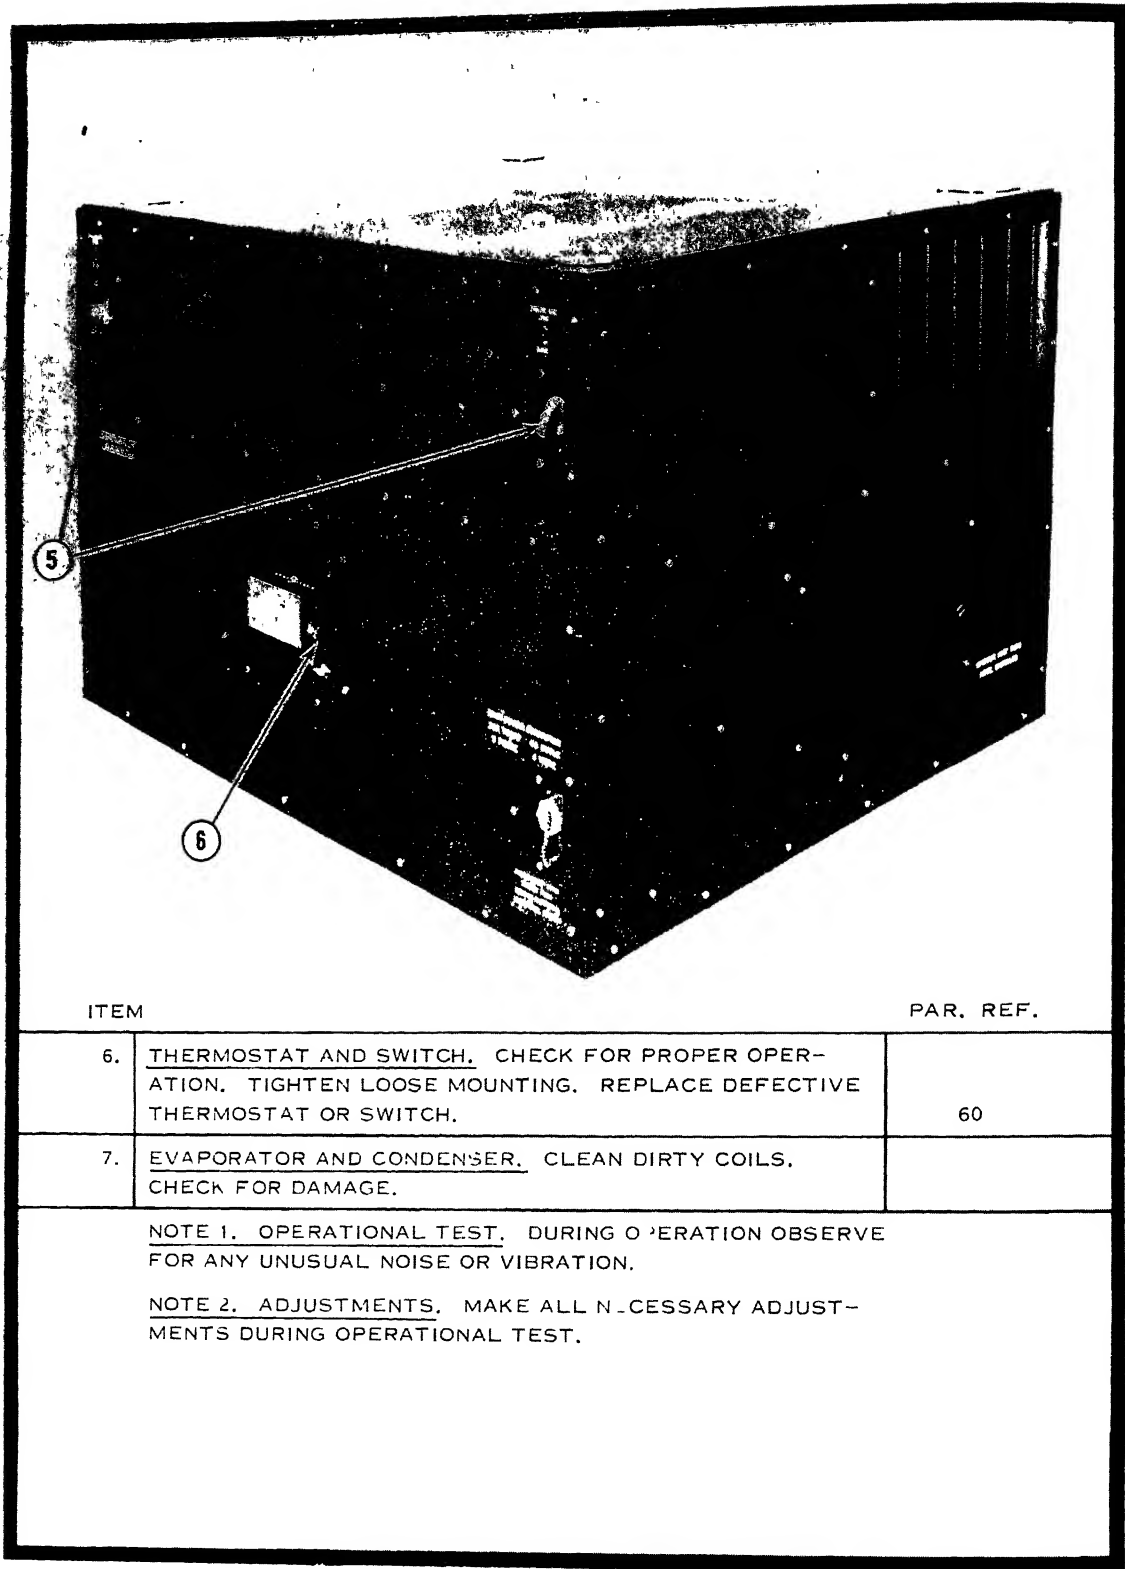 5
6
ITEM PAR. REF.
6. THERMOSTAT AND SWITCH. CHECK FOR PROPER OPER-
ATION. TIGHTEN LOOSE MOUNTING. REPLACE DEFECTIVE
THERMOSTAT OR SWITCH. 60
7. EVAPORATOR AND CONDENSER. CLEAN DIRTY COILS.
CHECK FOR DAMAGE.
NOTE 1. OPERATIONAL TEST. DURING OPERATION OBSERVE
FOR ANY UNUSUAL NOISE OR VIBRATION.
NOTE 2. ADJUSTMENTS. MAKE ALL NECESSARY ADJUST-
MENTS DURING OPERATIONAL TEST.